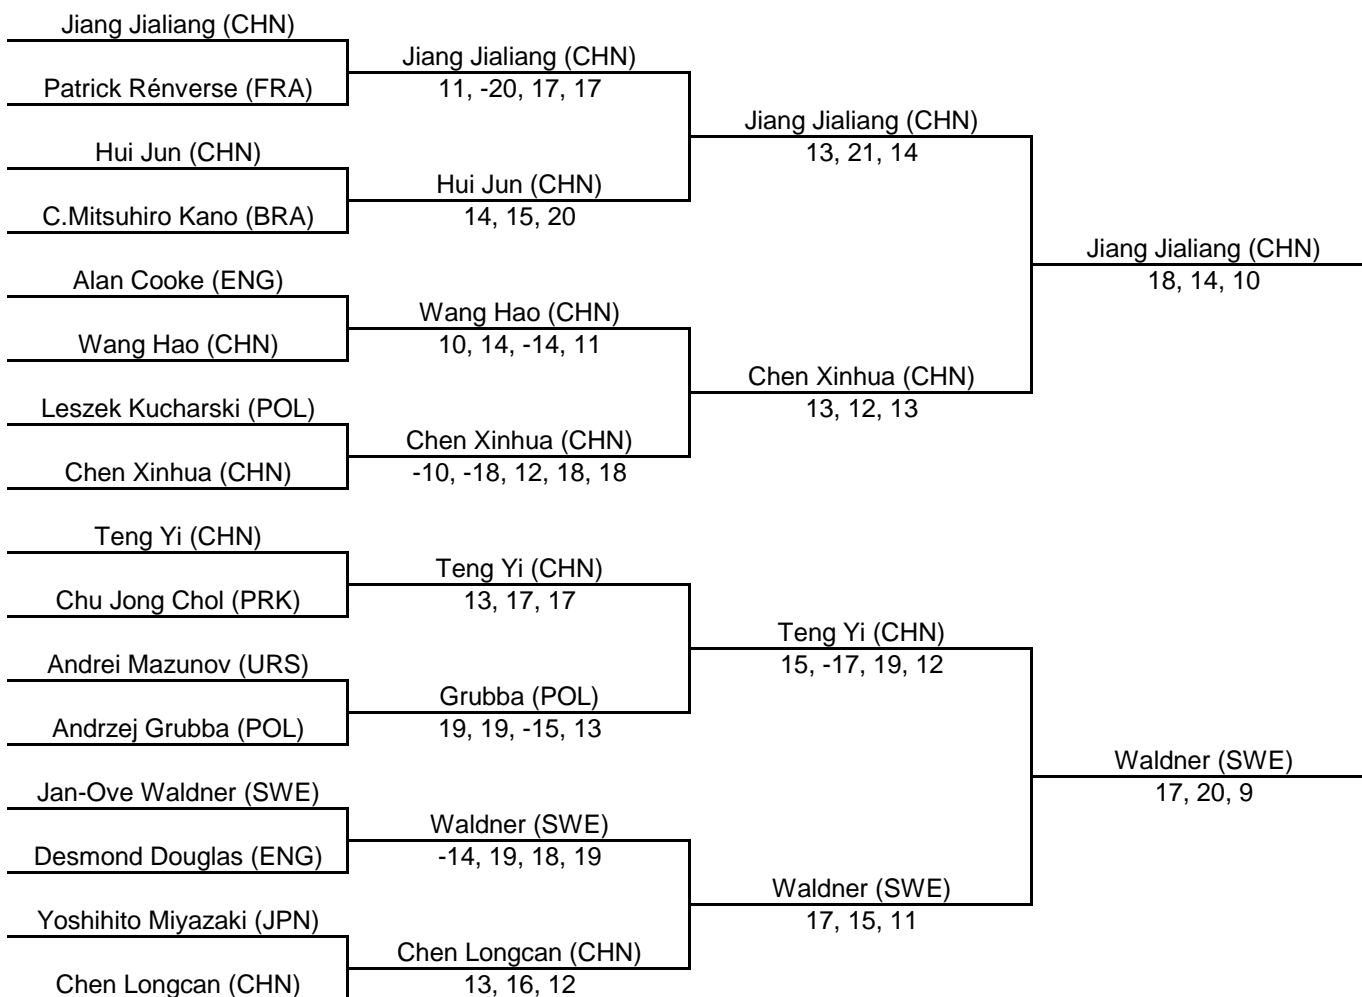 Jiang Jialiang (CHN)
Patrick Rénverse (FRA)
Hui Jun (CHN)
C.Mitsuhiro Kano (BRA)
Alan Cooke (ENG)
Wang Hao (CHN)
Leszek Kucharski (POL)
Chen Xinhua (CHN)
Teng Yi (CHN)
Chu Jong Chol (PRK)
Andrei Mazunov (URS)
Andrzej Grubba (POL)
Jan-Ove Waldner (SWE)
Desmond Douglas (ENG)
Yoshihito Miyazaki (JPN)
Chen Longcan (CHN)
Jiang Jialiang (CHN)
11, -20, 17, 17
Hui Jun (CHN)
14, 15, 20
Wang Hao (CHN)
10, 14, -14, 11
Chen Xinhua (CHN)
-10, -18, 12, 18, 18
Teng Yi (CHN)
13, 17, 17
Grubba (POL)
19, 19, -15, 13
Waldner (SWE)
-14, 19, 18, 19
Chen Longcan (CHN)
13, 16, 12
Jiang Jialiang (CHN)
13, 21, 14
Chen Xinhua (CHN)
13, 12, 13
Teng Yi (CHN)
15, -17, 19, 12
Waldner (SWE)
17, 15, 11
Jiang Jialiang (CHN)
18, 14, 10
Waldner (SWE)
17, 20, 9